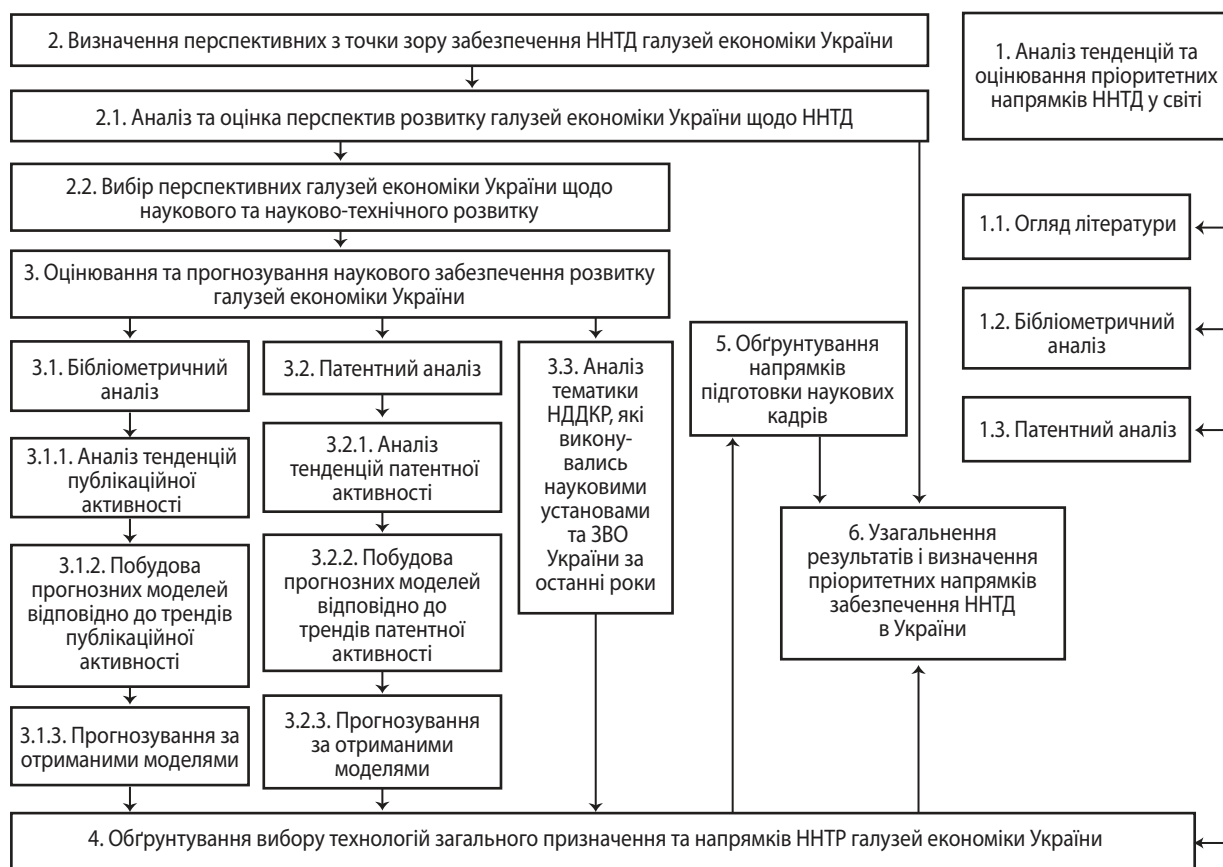 2. Визначення перспективних з точки зору забезпечення ННТД галузей економіки України
2.1. Аналіз та оцінка перспектив розвитку галузей економіки України щодо ННТД
2.2. Вибір перспективних галузей економіки України щодо
наукового та науково-технічного розвитку
3. Оцінювання та прогнозування наукового забезпечення розвитку
галузей економіки України
3.1. Бібліометричний
аналіз
3.1.1. Аналіз тенденцій
публікаційної
активності
3.1.2. Побудова
прогнозних моделей
відповідно до трендів
публікаційної
активності
3.1.3. Прогнозування за
отриманими моделями
3.2. Патентний аналіз
3.2.1. Аналіз
тенденцій патентної
активності
3.2.2. Побудова
прогнозних моделей
відповідно до
трендів патентної
активності
3.2.3. Прогнозування
за отриманими
моделями
3.3. Аналіз
тематики
НДДКР, які
викону-
вались
науковими
установами
та ЗВО
України за
останні роки
4. Обґрунтування вибору технологій загального призначення та напрямків ННТР галузей економіки України
5. Обґрунтування
напрямків
підготовки наукових
кадрів
6. Узагальнення
результатів і визначення
пріоритетних напрямків
забезпечення ННТД
в України
1. Аналіз тенденцій та
оцінювання пріоритетних
напрямків ННТД у світі
1.1. Огляд літератури
1.2. Бібліометричний
аналіз
1.3. Патентний аналіз